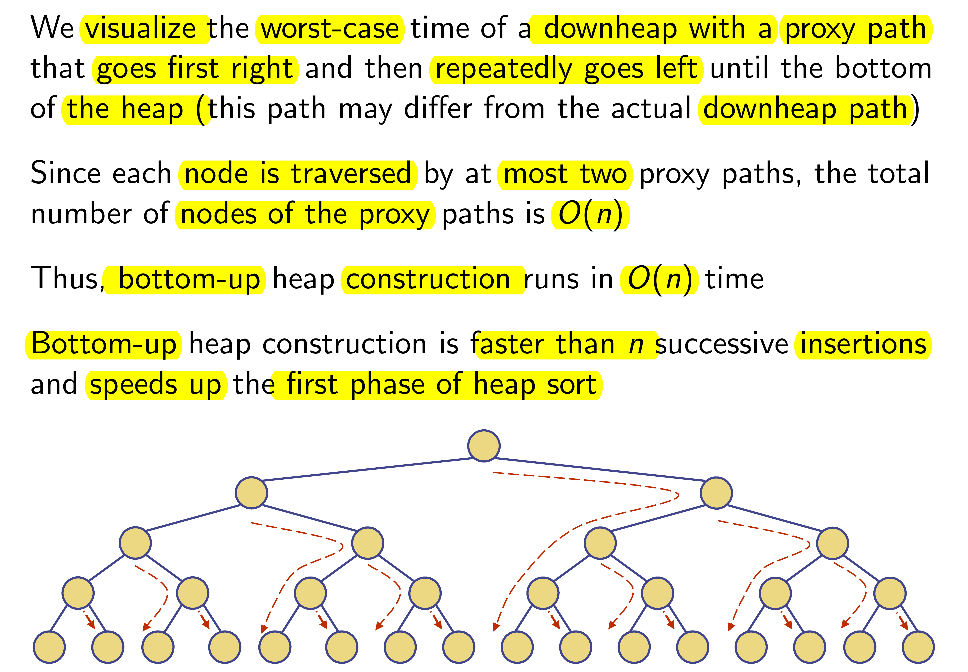 We visualize the worst-case time of a downheap with a proxy path
that goes first right and then repeatedly goes left until the bottom
of the heap (this path may differ from the actual downheap path)
Since each node is traversed by at most two proxy paths, the total
number of nodes of the proxy paths is O(n)
Thus, bottom-up heap construction runs in O(n) time
Bottom-up heap construction is faster than n successive insertions
and speeds up the first phase of heap sort